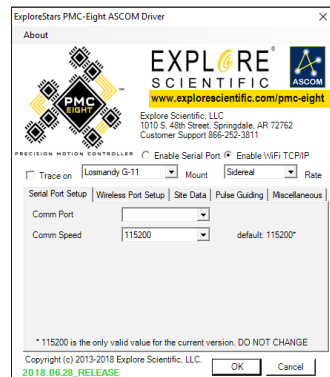 ExploreStars PMC-Eight ASCOM Driver
About
EXPLORE
SCIENTIFIC
ASCOM
www.explorescientific.com/pmc-eight
PMC
EIGHT
™
Explore Scientific, LLC
1010 S. 48th Street, Springdale, AR 72762
Customer Support 866-252-3811
PRECISION MOTION CONTROLLER
Enable Serial Port Enable WiFi TCP/IP
Trace on Losmandy G-11 Mount Sidereal Rate
Serial Port Setup Wireless Port Setup Site Data Pulse Guiding Miscellaneous
Comm Port
Comm Speed 115200 default: 115200*
* 115200 is the only valid value for the current version. DO NOT CHANGE
Copyright (c) 2013-2018 Explore Scientific, LLC.
2018.06.28_RELEASE
OK Cancel